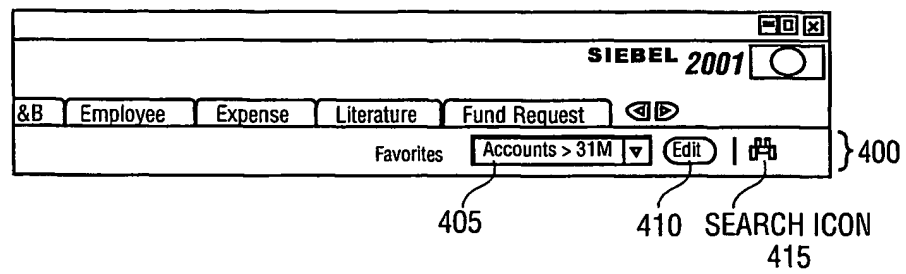 SIEBEL 2001
&B Employee Expense Literature Fund Request
Favorites Accounts > 31M Edit 400
405 410 SEARCH ICON
415